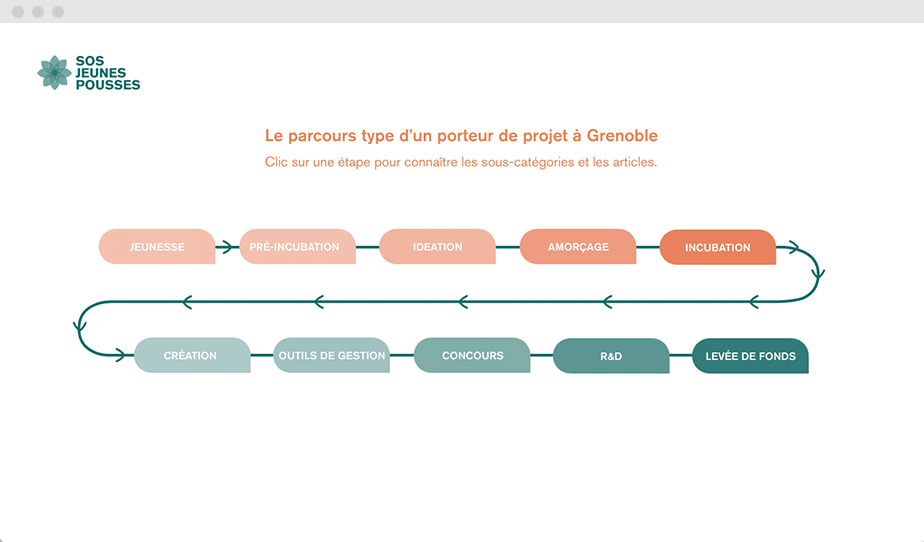 SOS
JEUNES
POUSSES
Le parcours type d'un porteur de projet à Grenoble
Clic sur une étape pour connaître les sous-catégories et les articles.
JEUNESSE
PRÉ-INCUBATION
IDEATION
AMORÇAGE
INCUBATION
CRÉATION
OUTILS DE GESTION
CONCOURS
R&D
LEVÉE DE FONDS